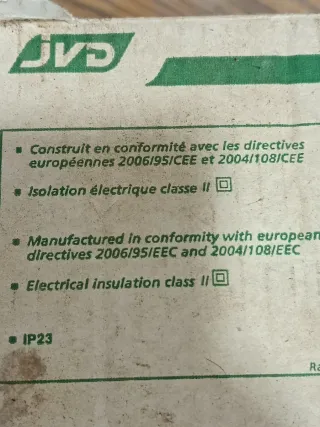 JVD
▪ Construit en conformité avec les directives
européennes 2006/95/CEE et 2004/108/CEE
▪ Isolation électrique classe II
▪ Manufactured in conformity with european
directives 2006/95/EEC and 2004/108/EEC
▪ Electrical insulation class II
▪ IP23